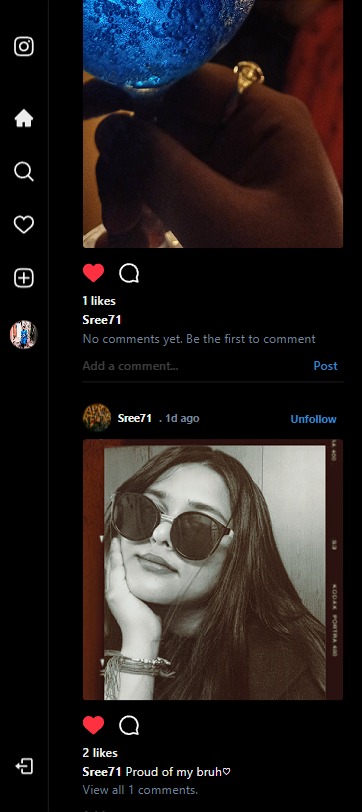 1 likes
Sree71
No comments yet. Be the first to comment
Add a comment...
Post
Sree71 . 1d ago
Unfollow
KODAK PORTRA 400
2 likes
Sree71 Proud of my bruh♡
View all 1 comments.